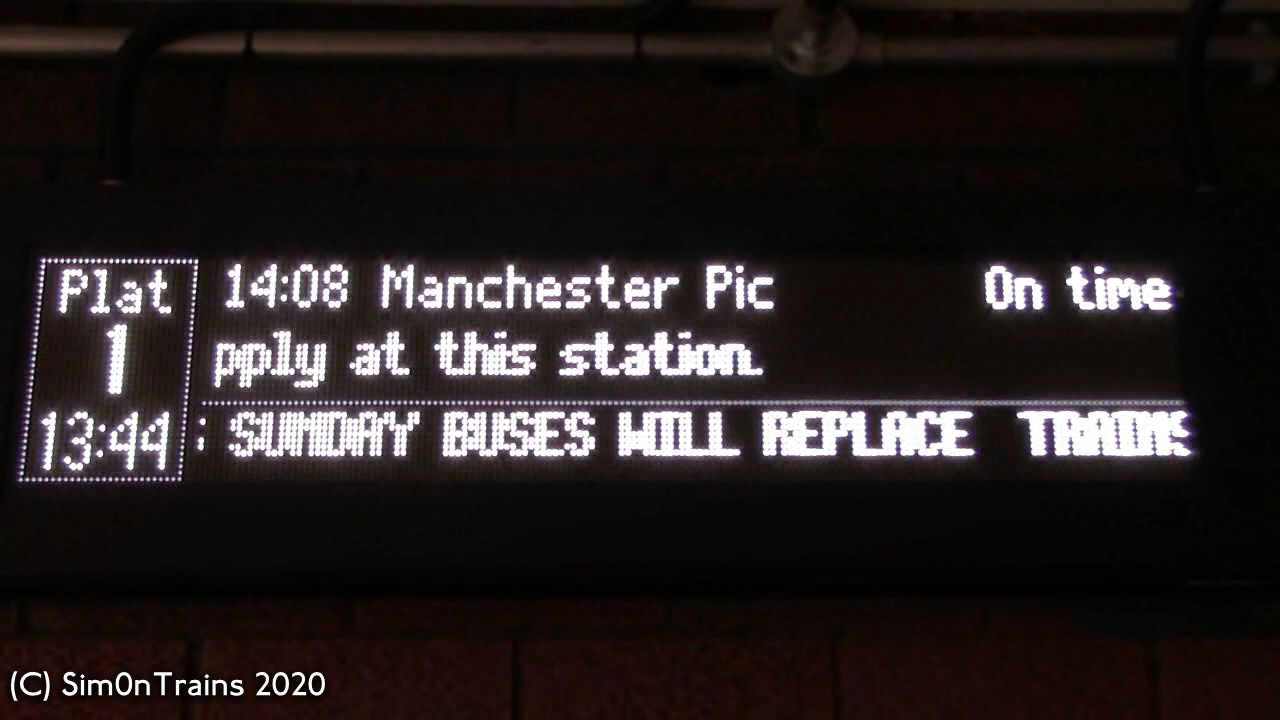 Plat 14:08 Manchester Pic On time
1 pply at this station.
13:44 : SUNDAY BUSES WILL REPLACE TRAINS
(C) Sim0nTrains 2020